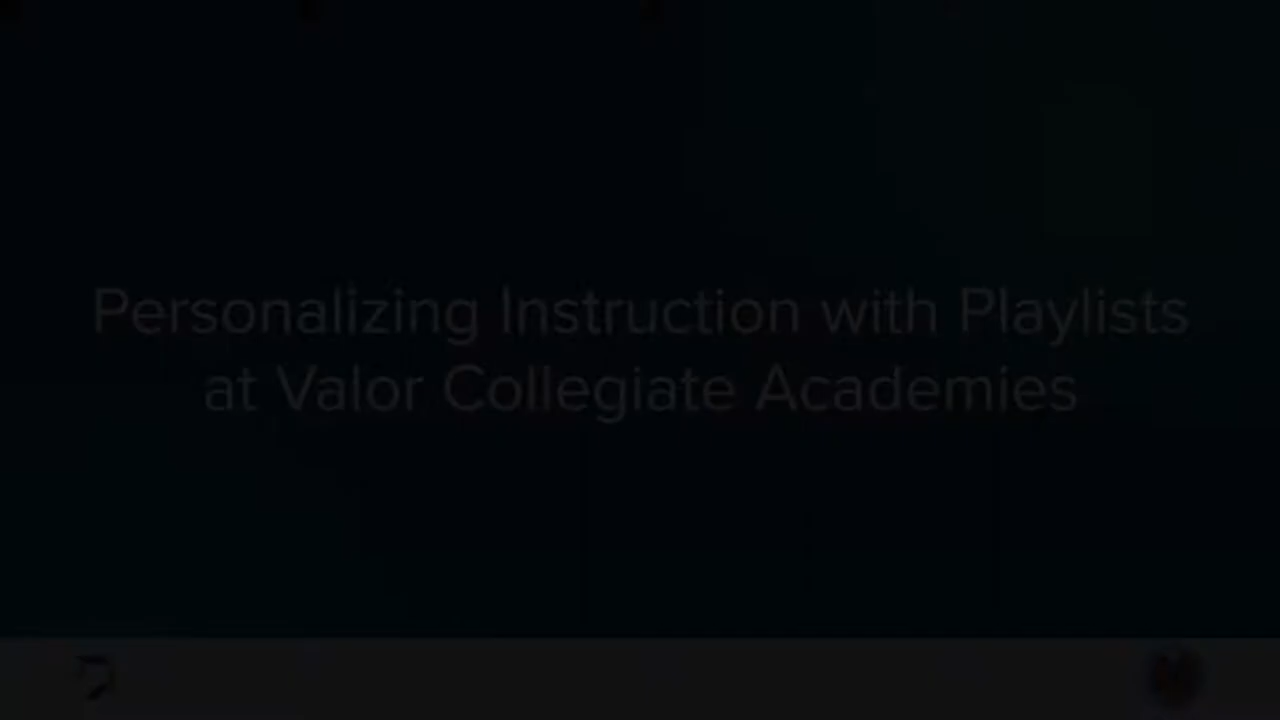 Personalizing Instruction with Playlists
at Valor Collegiate Academies